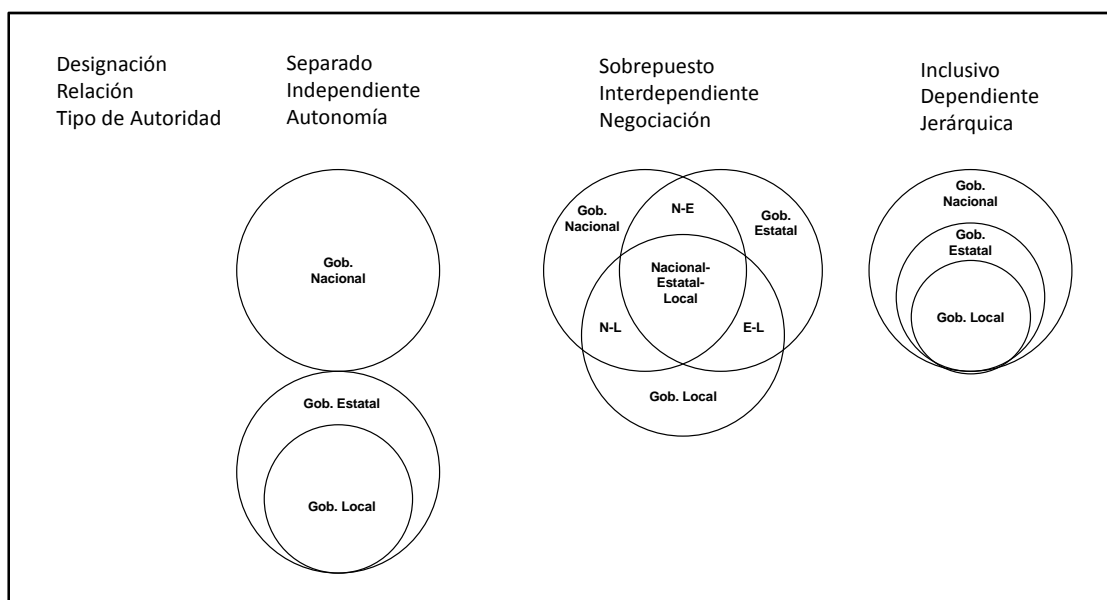 Designación
Relación
Tipo de Autoridad
Separado
Independiente
Autonomía
Sobrepuesto
Interdependiente
Negociación
Inclusivo
Dependiente
Jerárquica
Gob.
Nacional
Gob. Estatal
Gob. Local
Gob.
Nacional
N-E
Gob.
Estatal
Nacional-
Estatal-
Local
N-L
E-L
Gob. Local
Gob.
Nacional
Gob.
Estatal
Gob. Local